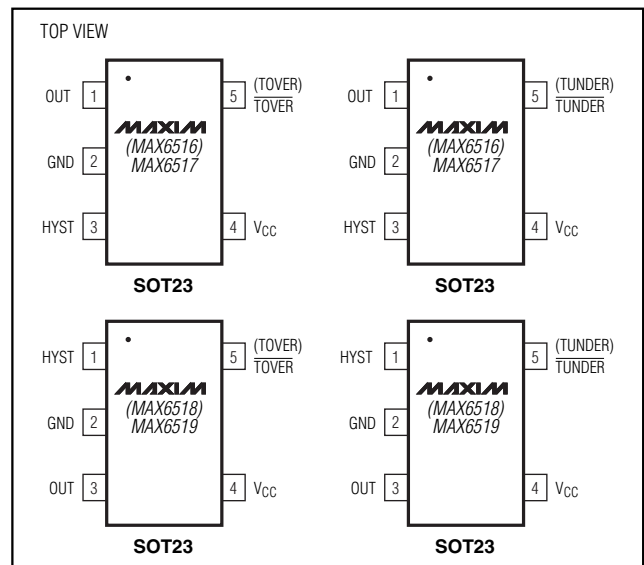 TOP VIEW
OUT 1
5 (TOVER)
TOVER
MAXIM
(MAX6516)
MAX6517
GND 2
HYST 3
4 VCC
SOT23
OUT 1
5 (TUNDER)
TUNDER
MAXIM
(MAX6516)
MAX6517
GND 2
HYST 3
4 VCC
SOT23
HYST 1
5 (TOVER)
TOVER
MAXIM
(MAX6518)
MAX6519
GND 2
OUT 3
4 VCC
SOT23
HYST 1
5 (TUNDER)
TUNDER
MAXIM
(MAX6518)
MAX6519
GND 2
OUT 3
4 VCC
SOT23